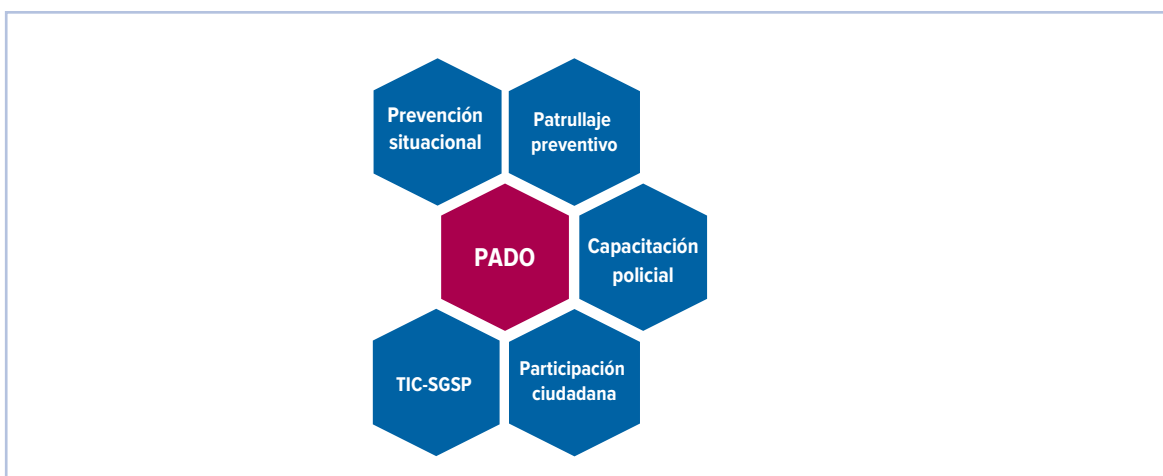 Prevención
situacional
Patrullaje
preventivo
PADO
Capacitación
policial
TIC-SGSP
Participación
ciudadana